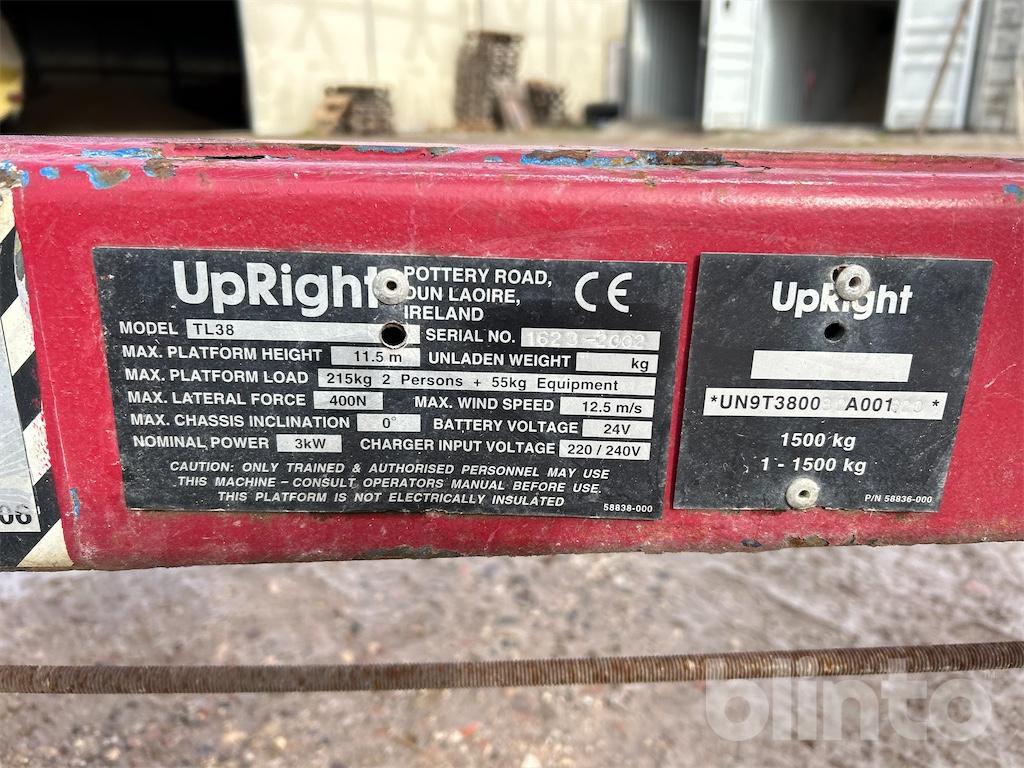 UpRight
POTTERY ROAD,
DUN LAOIRE,
IRELAND
CE
MODEL TL38 SERIAL NO.
MAX. PLATFORM HEIGHT 11.5 m UNLADEN WEIGHT kg
MAX. PLATFORM LOAD 215kg 2 Persons + 55kg Equipment
MAX. LATERAL FORCE 400N MAX. WIND SPEED 12.5 m/s
MAX. CHASSIS INCLINATION 0° BATTERY VOLTAGE 24V
NOMINAL POWER 3kW CHARGER INPUT VOLTAGE 220 / 240V
CAUTION: ONLY TRAINED & AUTHORISED PERSONNEL MAY USE
THIS MACHINE – CONSULT OPERATORS MANUAL BEFORE USE.
THIS PLATFORM IS NOT ELECTRICALLY INSULATED
58838-000
UpRight
*UN9T3800 A001 *
1500 kg
1 - 1500 kg
P/N 58836-000
06
blinto